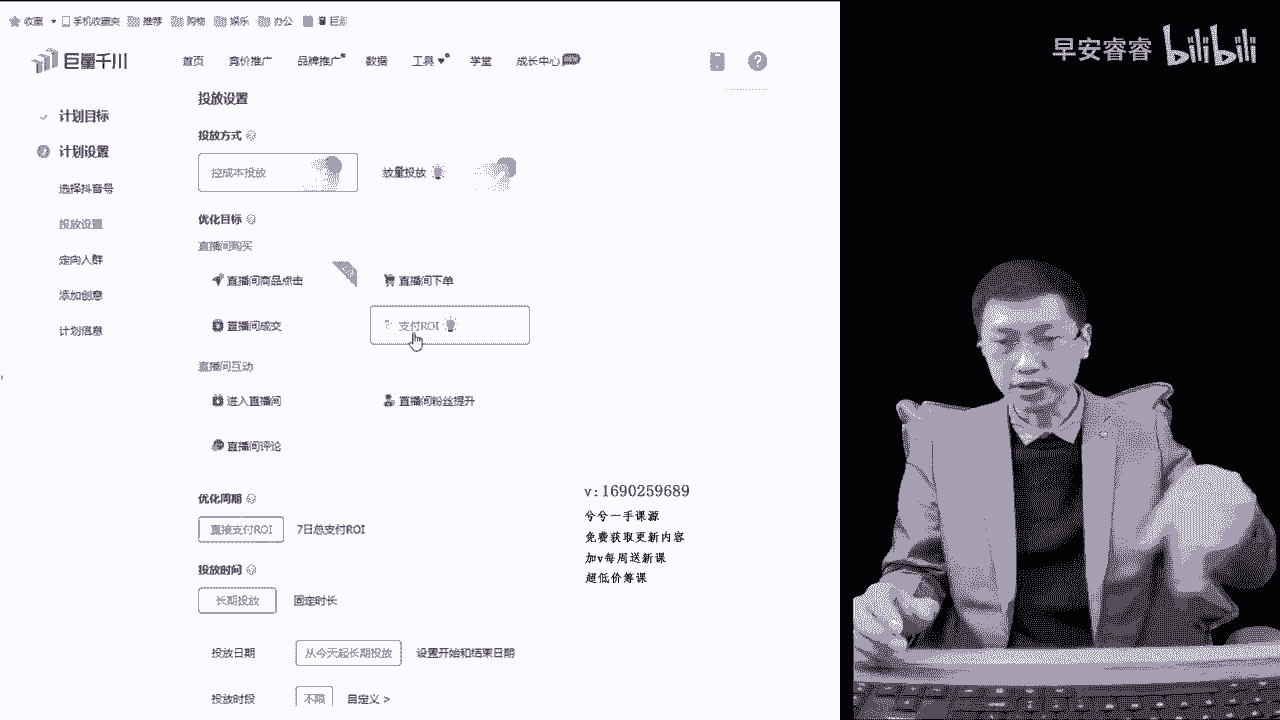 收藏 手机收藏夹 推荐 购物 娱乐 办公 巨量
巨量千川 首页 竞价推广 品牌推广 数据 工具 学堂 成长中心
早安睿睿 bilibili
投放设置
计划目标
投放方式
计划设置
控成本投放 放量投放
选择抖音号
投放设置
优化目标
直播间购买
定向人群
直播间商品点击 直播间下单
添加创意
计划信息
直播间成交 支付ROI
直播间互动
进入直播间 直播间粉丝提升
直播间评论
优化周期
直接支付ROI 7日总支付ROI
投放时间
长期投放 固定时长
投放日期 从今天起长期投放 设置开始和结束日期
投放时段 不限 自定义 >
v:1690259689
兮兮一手课源
免费获取更新内容
加v每周送新课
超低价筹课